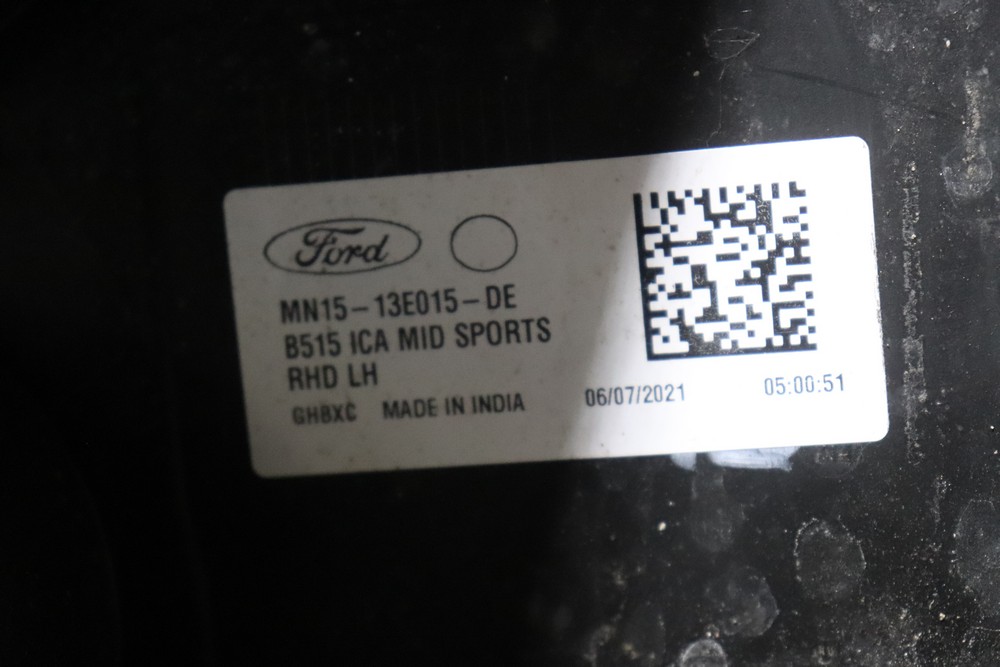 Ford
MN15-13E015-DE
B515 ICA MID SPORTS
RHD LH
GHBXC MADE IN INDIA 06/07/2021 05:00:51